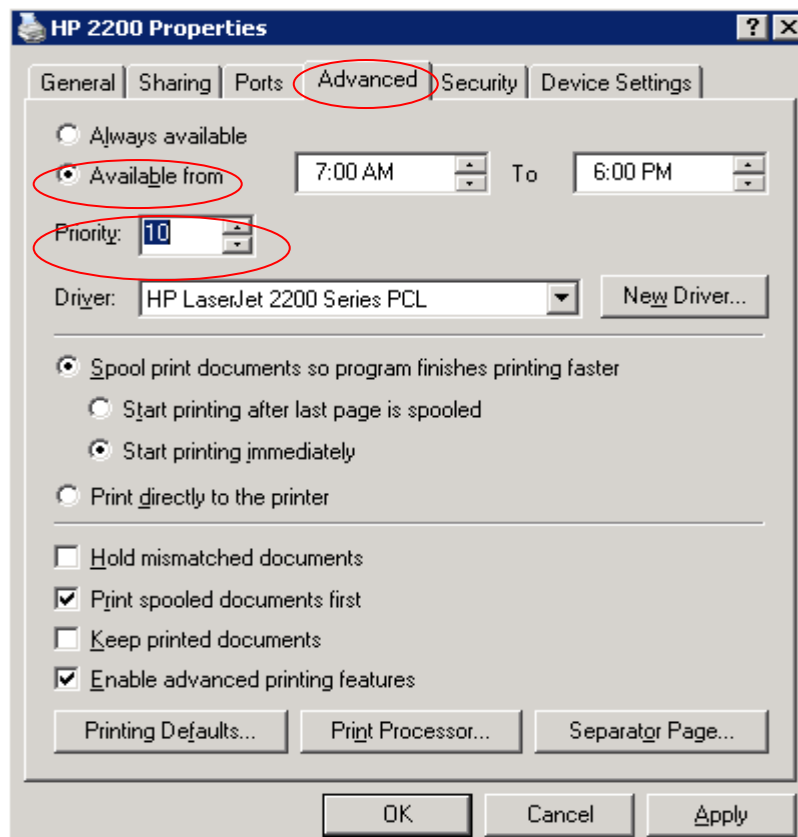 HP 2200 Properties
General Sharing Ports Advanced Security Device Settings
Always available
Available from 7:00 AM To 6:00 PM
Priority: 10
Driver: HP LaserJet 2200 Series PCL New Driver...
Spool print documents so program finishes printing faster
Start printing after last page is spooled
Start printing immediately
Print directly to the printer
Hold mismatched documents
Print spooled documents first
Keep printed documents
Enable advanced printing features
Printing Defaults... Print Processor... Separator Page...
OK Cancel Apply